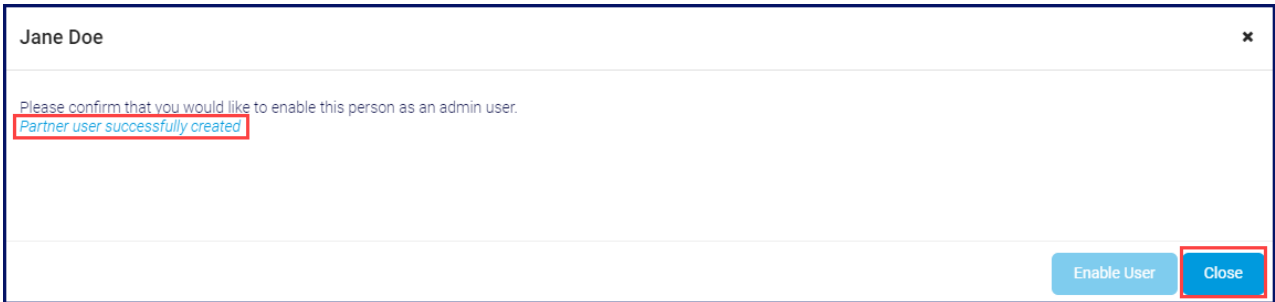 Jane Doe
Please confirm that you would like to enable this person as an admin user.
Partner user successfully created
Enable User
Close